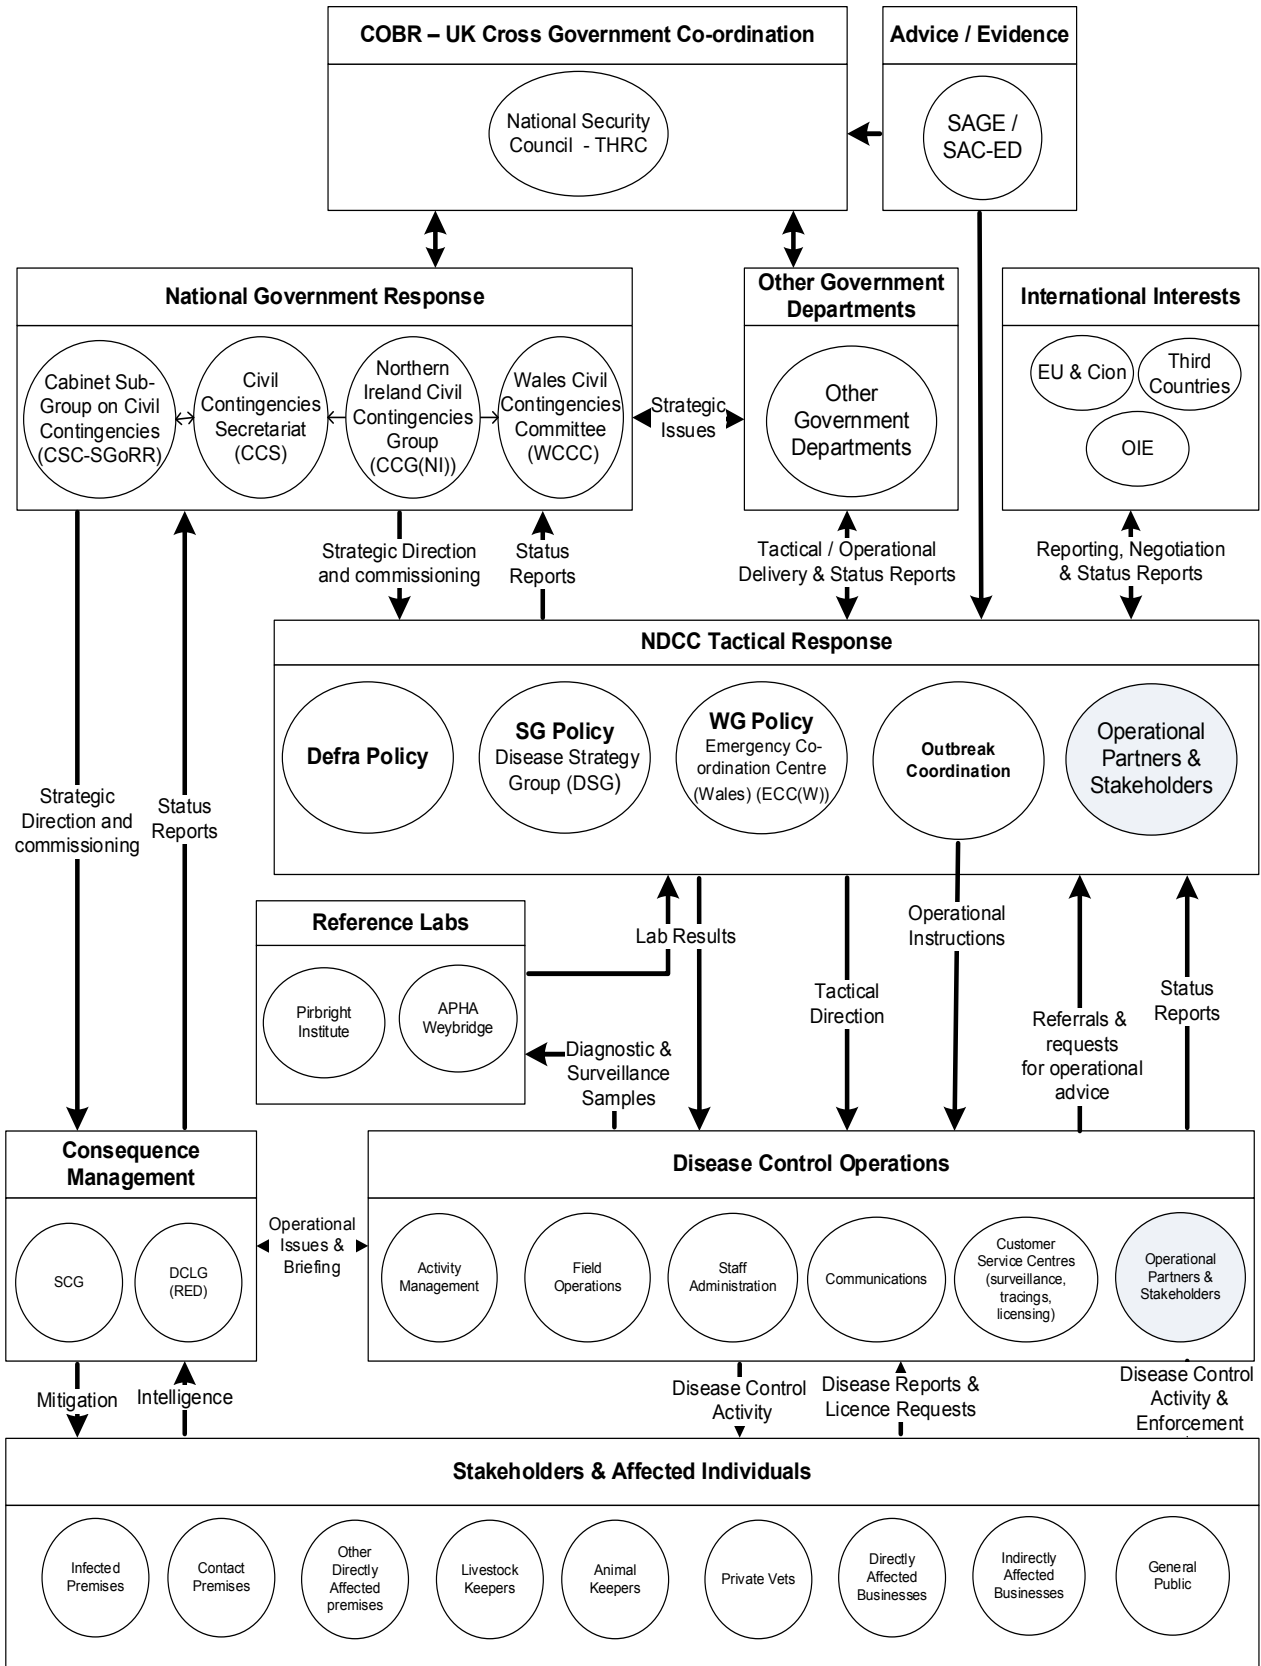 COBR – UK Cross Government Co-ordination
Advice / Evidence
National Security
Council - THRC
SAGE /
SAC-ED
National Government Response
Other Government
Departments
International Interests
Cabinet Sub-
Group on Civil
Contingencies
(CSC-SGoRR)
Civil
Contingencies
Secretariat
(CCS)
Northern
Ireland Civil
Contingencies
Group
(CCG(NI))
Wales Civil
Contingencies
Committee
(WCCC)
Strategic
Issues
Other
Government
Departments
EU & Cion
Third
Countries
OIE
Strategic Direction
and commissioning
Status
Reports
Tactical / Operational
Delivery & Status Reports
Reporting, Negotiation
& Status Reports
NDCC Tactical Response
Defra Policy
SG Policy
Disease Strategy
Group (DSG)
WG Policy
Emergency Co-
ordination Centre
(Wales) (ECC(W))
Outbreak
Coordination
Operational
Partners &
Stakeholders
Strategic
Direction and
commissioning
Status
Reports
Reference Labs
Pirbright
Institute
APHA
Weybridge
Lab Results
Diagnostic &
Surveillance
Samples
Tactical
Direction
Operational
Instructions
Referrals &
requests
for operational
advice
Status
Reports
Consequence
Management
SCG
DCLG
(RED)
Operational
Issues &
Briefing
Disease Control Operations
Activity
Management
Field
Operations
Staff
Administration
Communications
Customer
Service Centres
(surveillance,
tracings,
licensing)
Operational
Partners &
Stakeholders
Mitigation
Intelligence
Disease Control
Activity
Disease Reports &
Licence Requests
Disease Control
Activity &
Enforcement
Stakeholders & Affected Individuals
Infected
Premises
Contact
Premises
Other
Directly
Affected
premises
Livestock
Keepers
Animal
Keepers
Private Vets
Directly
Affected
Businesses
Indirectly
Affected
Businesses
General
Public